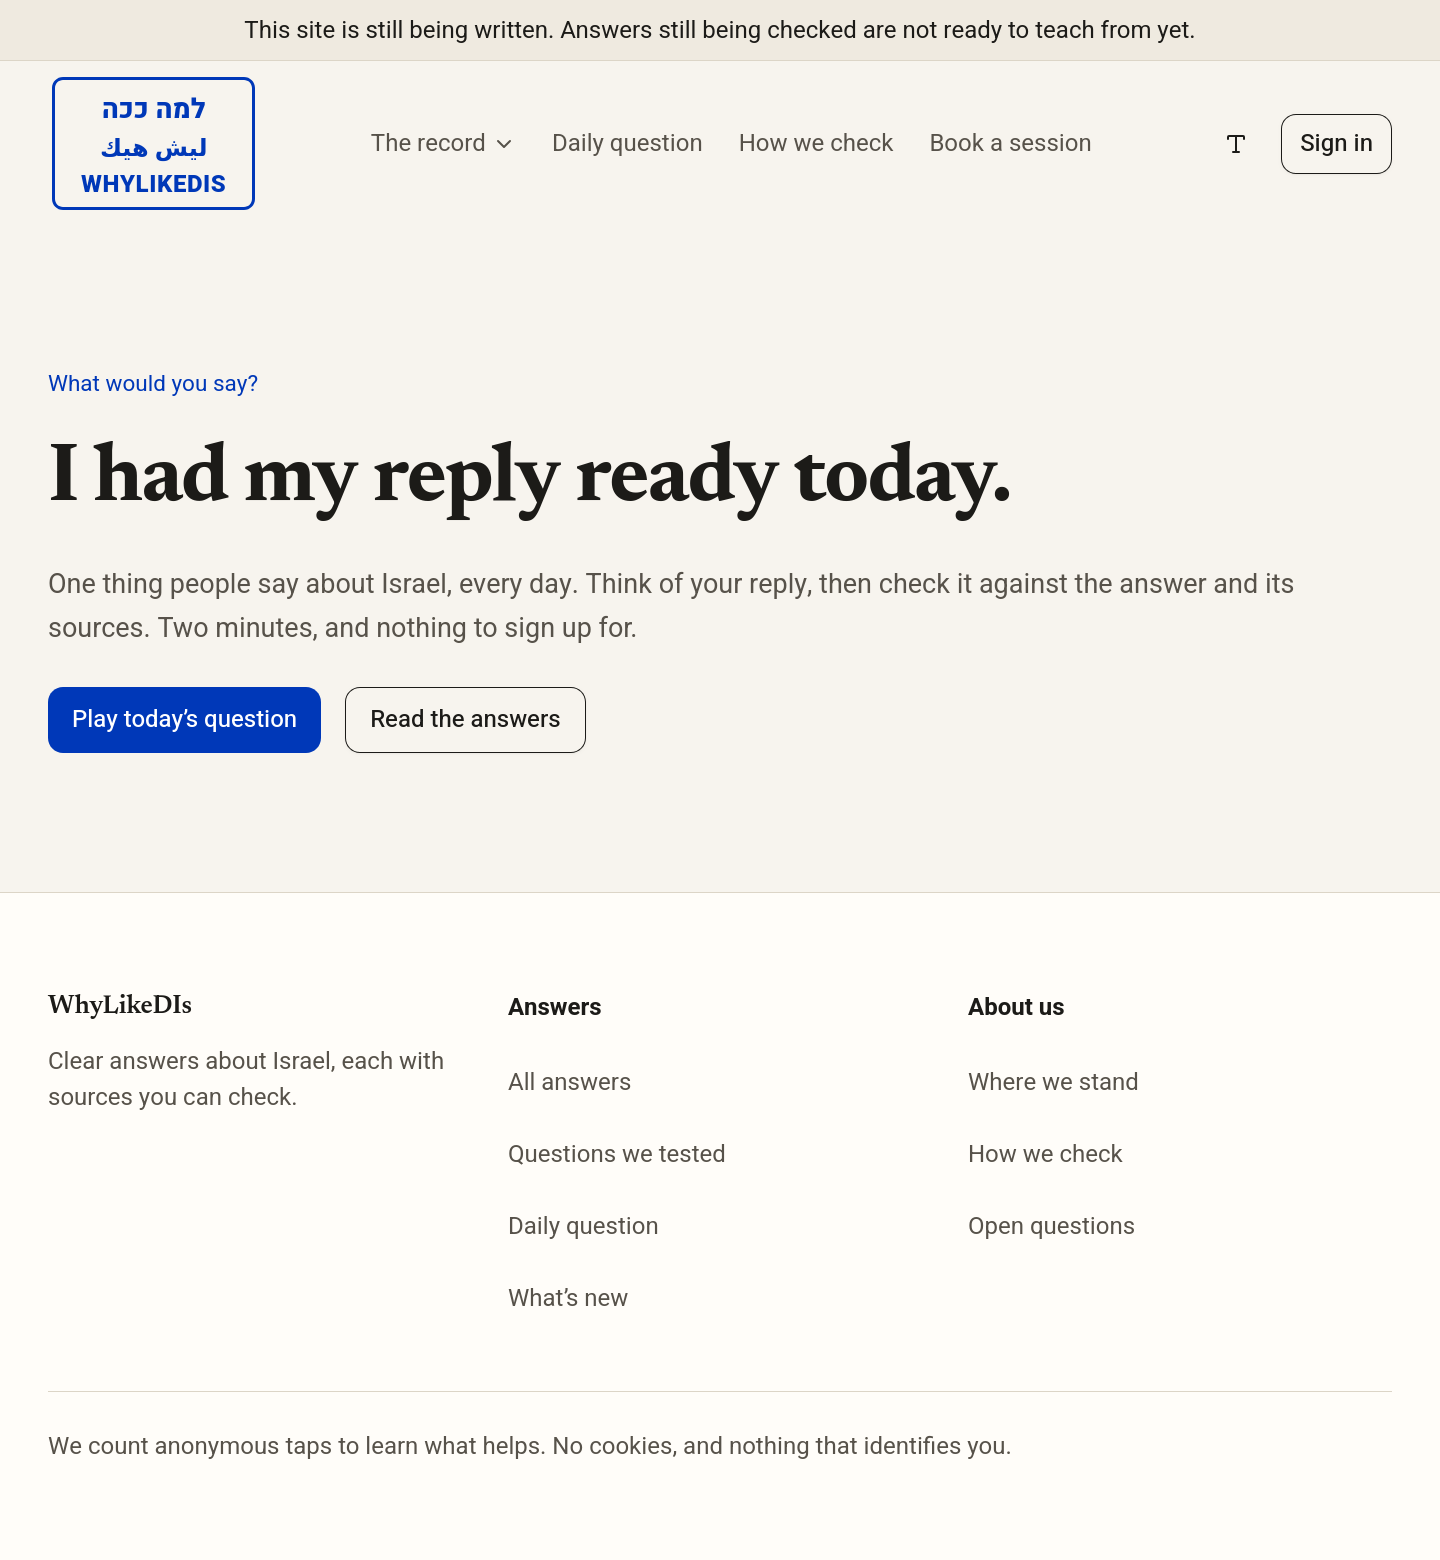 This site is still being written. Answers still being checked are not ready to teach from yet.
למה ככה
ليش هيك
WHYLIKEDIS
The record
Daily question
How we check
Book a session
Sign in
What would you say?
I had my reply ready today.
One thing people say about Israel, every day. Think of your reply, then check it against the answer and its
sources. Two minutes, and nothing to sign up for.
Play today’s question
Read the answers
WhyLikeDIs
Clear answers about Israel, each with
sources you can check.
Answers
All answers
Questions we tested
Daily question
What’s new
About us
Where we stand
How we check
Open questions
We count anonymous taps to learn what helps. No cookies, and nothing that identifies you.